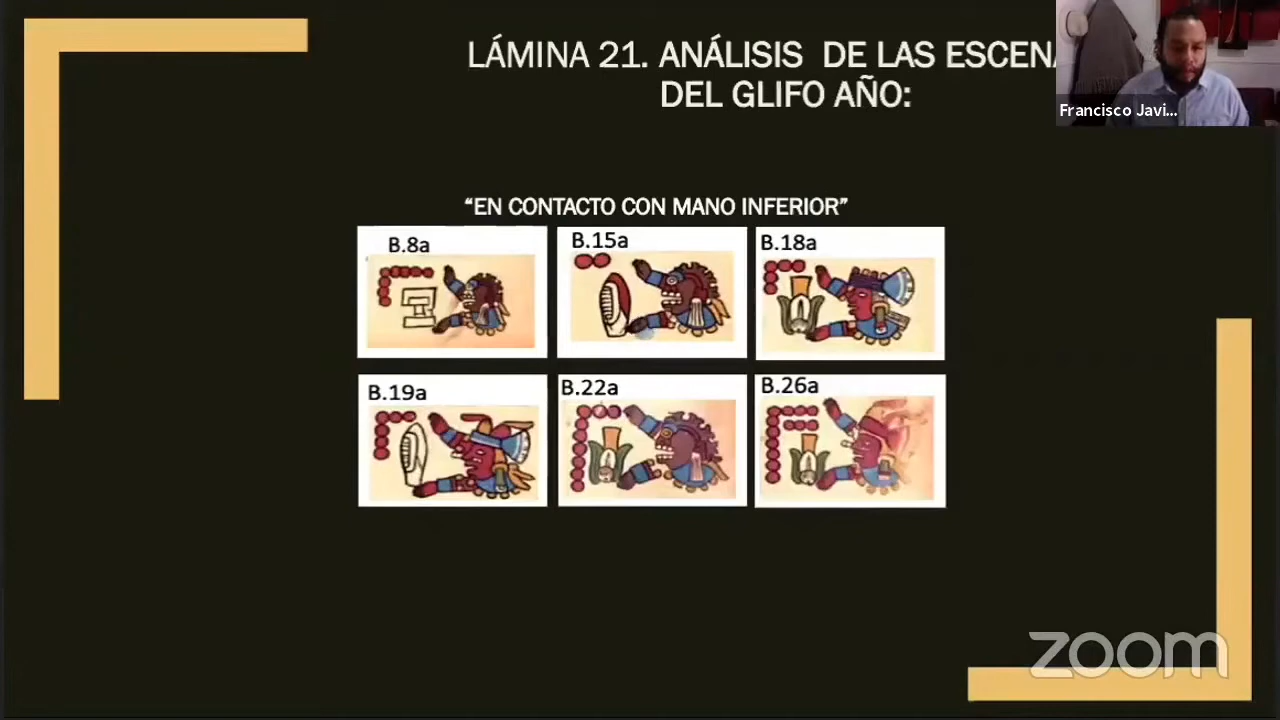 LÁMINA 21. ANÁLISIS DE LAS
DEL GLIFO AÑO:
Francisco Javi...
“EN CONTACTO CON MANO INFERIOR”
B.8a
B.15a
B.18a
B.19a
B.22a
B.26a
zoom